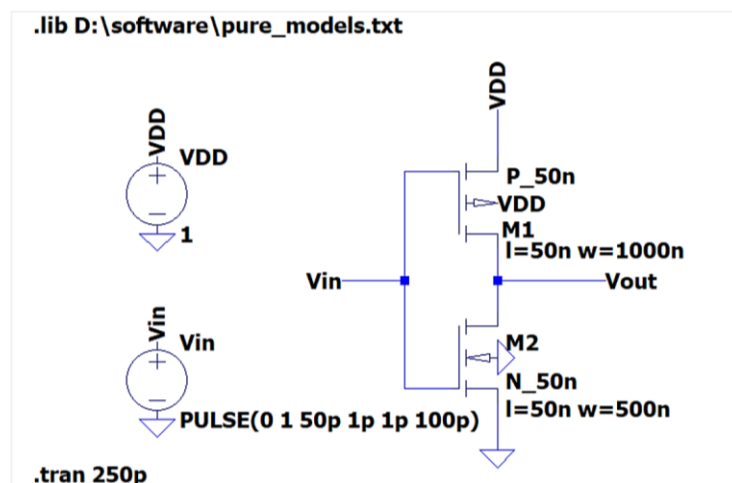 .lib D:\software\pure_models.txt
VDD
VDD
VDD
P_50n
VDD
1
M1
l=50n w=1000n
Vin
Vout
Vin
Vin
M2
N_50n
PULSE(0 1 50p 1p 1p 100p)
l=50n w=500n
.tran 250p